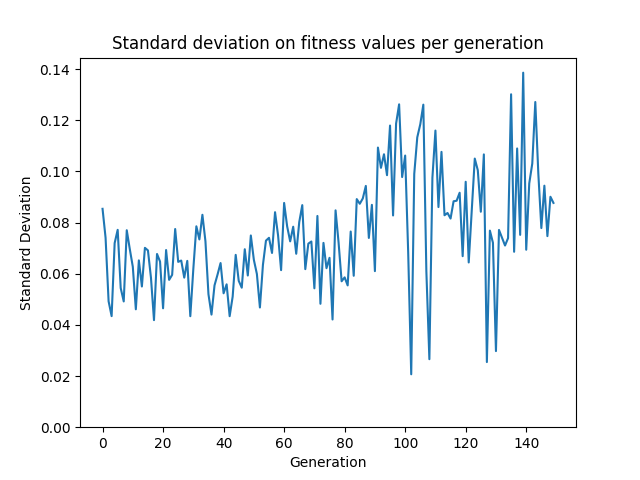 Standard deviation on fitness values per generation
0.14
0.12
0.10
0.08
0.06
0.04
0.02
0.00
Standard Deviation
0 20 40 60 80 100 120 140
Generation